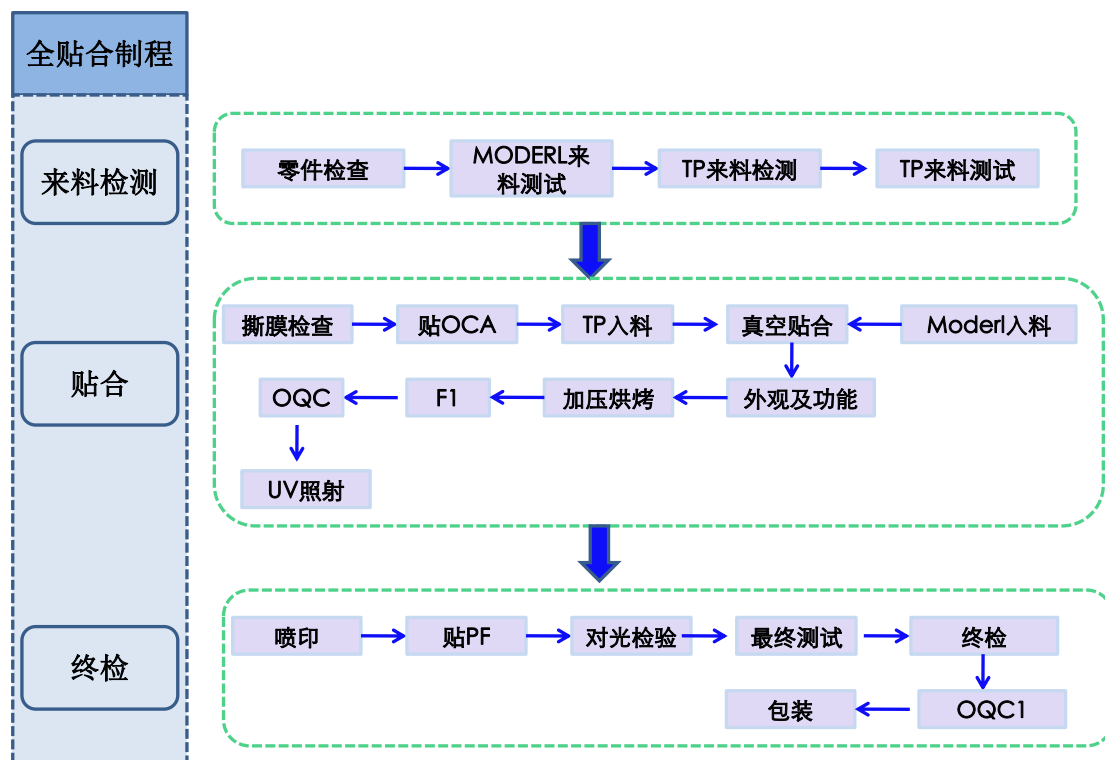 全贴合制程
来料检测
零件检查
MODERL来
料测试
TP来料检测
TP来料测试
贴合
撕膜检查
贴OCA
TP入料
真空贴合
Moderl入料
OQC
F1
加压烘烤
外观及功能
UV照射
终检
喷印
贴PF
对光检验
最终测试
终检
包装
OQC1